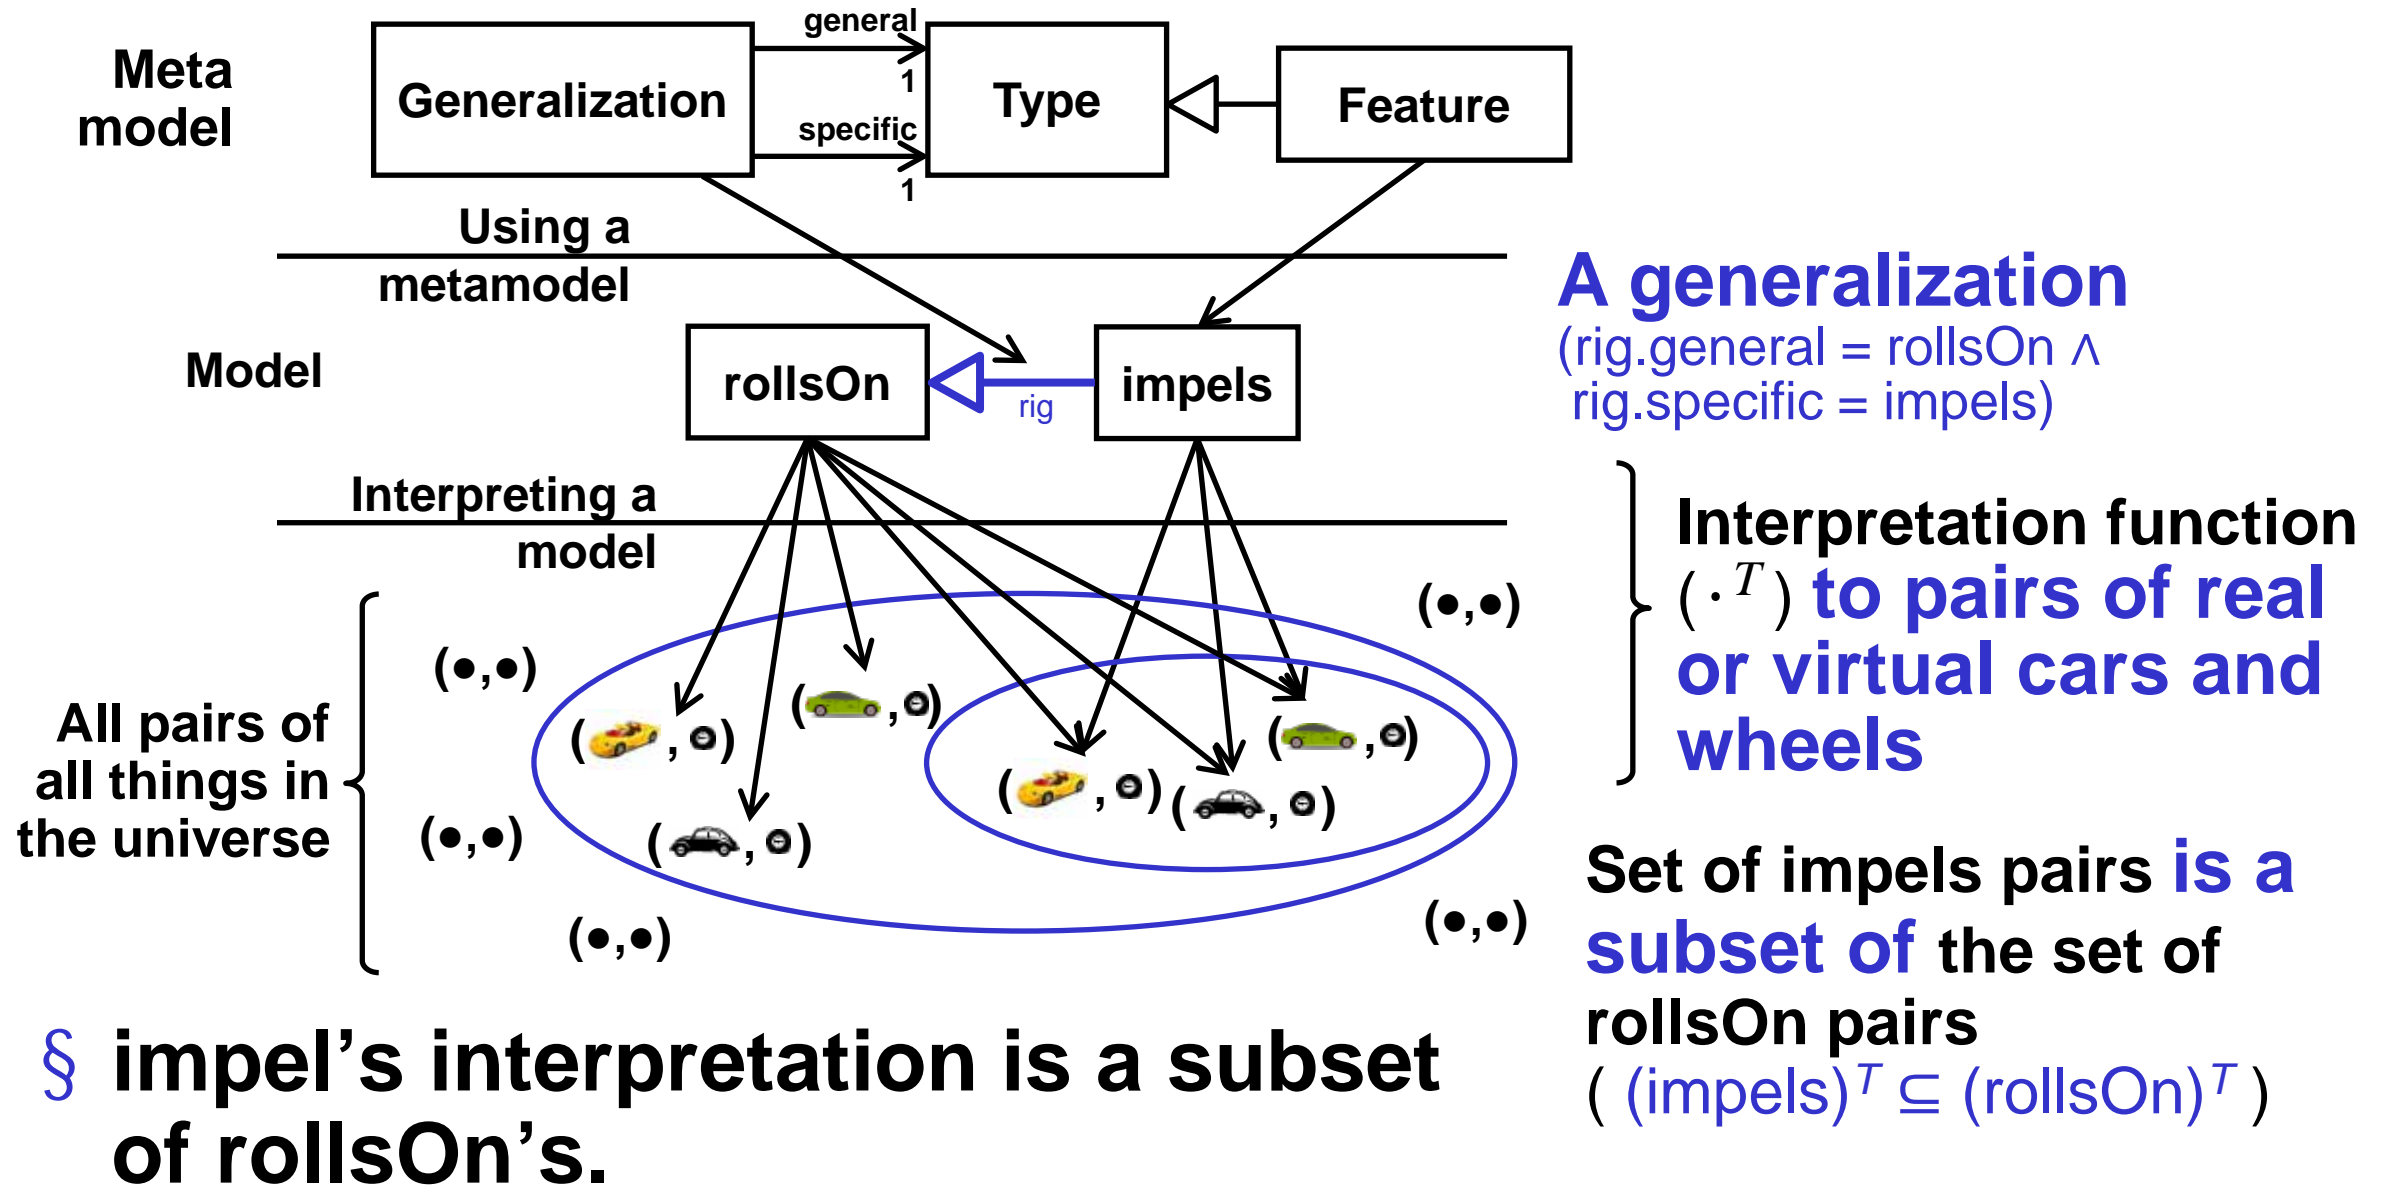 Meta
model
Generalization
general
1
specific
1
Type
Feature
Using a
metamodel
A generalization
(rig.general = rollsOn ∧
rig.specific = impels)
Model
rollsOn
rig
impels
Interpreting a
model
Interpretation function
(·ᵀ) to pairs of real
or virtual cars and
wheels
All pairs of
all things in
the universe
(●,●)
(●,●)
(●,●)
(●,●)
(●,●)
( , )
( , )
( , )
( , )
( , )
( , )
Set of impels pairs is a
subset of the set of
rollsOn pairs
( (impels)ᵀ ⊆ (rollsOn)ᵀ )
§ impel’s interpretation is a subset
of rollsOn’s.